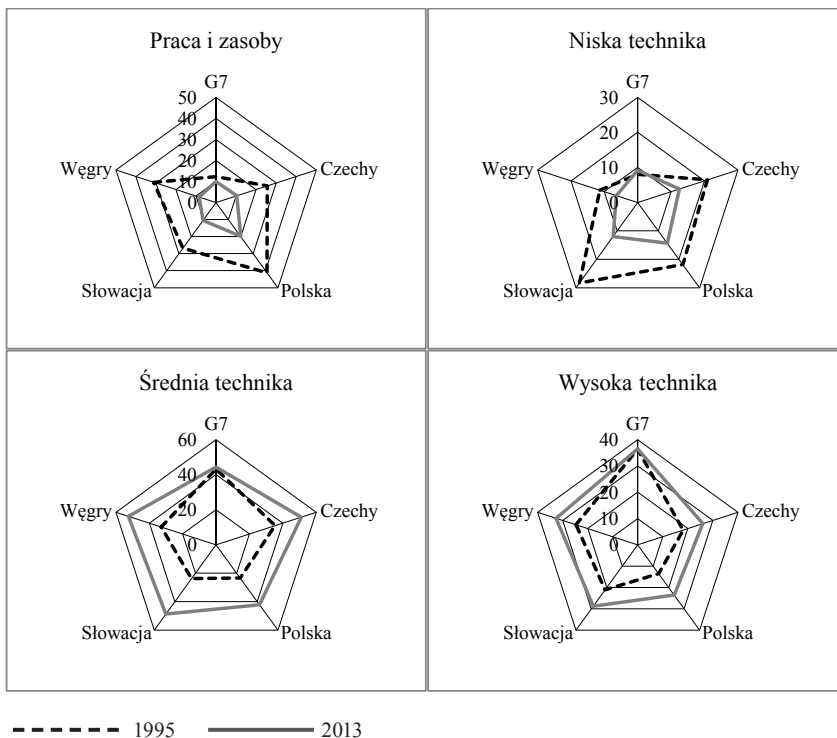 Praca i zasoby
G7
50
40
30
20
10
0
Czechy
Polska
Słowacja
Węgry
Niska technika
G7
30
20
10
0
Czechy
Polska
Słowacja
Węgry
Średnia technika
G7
60
40
20
0
Czechy
Polska
Słowacja
Węgry
Wysoka technika
G7
40
30
20
10
0
Czechy
Polska
Słowacja
Węgry
1995 2013